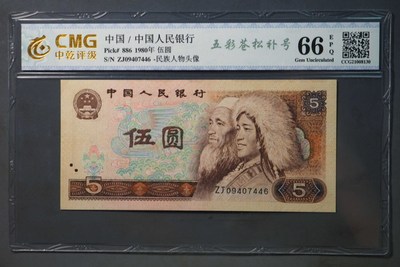 CMG
中乾评级
中国 / 中国人民银行
Pick# 886 1980年 伍圆
S/N ZJ09407446 -民族人物头像
五彩苍松补号
66
EPQ
Gem Uncirculated
中国人民银行
5
伍圆
5
5
ZJ09407446